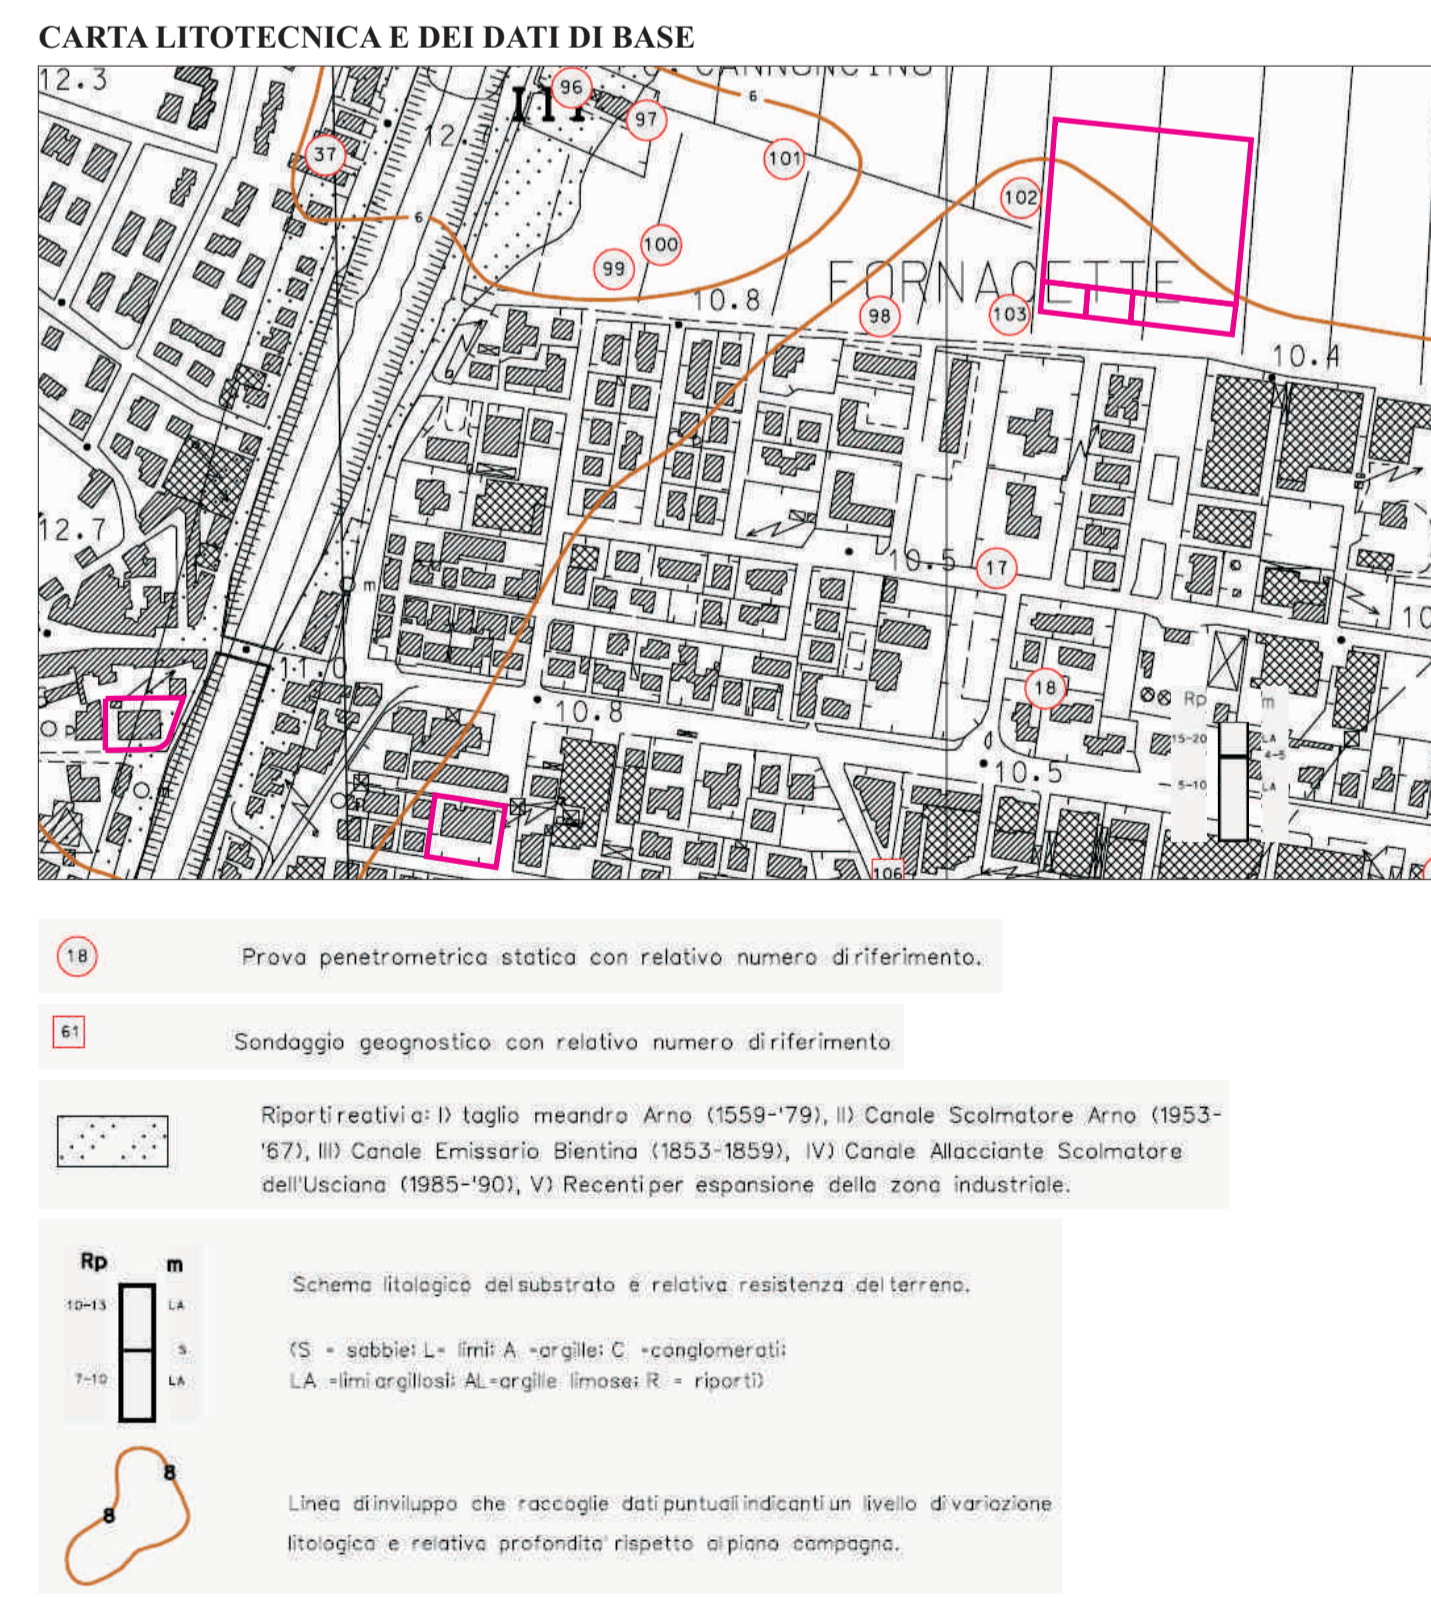 CARTA LITOTECNICA E DEI DATI DI BASE
12.3
96
6
97
12.
37
101
102
6
100
99
FORNACETTE
10.8
98
103
10.4
12.7
10.5
17
m
11.0
18
Rp m
10.8
15-20 LA
4-5
10.5
5-10 LA
106
18 Prova penetrometrica statica con relativo numero di riferimento.
61 Sondaggio geognostico con relativo numero di riferimento
Riporti reativi a: I) taglio meandro Arno (1559-'79), II) Canale Scolmatore Arno (1953-
'67), III) Canale Emissario Bientina (1853-1859), IV) Canale Allacciante Scolmatore
dell'Usciana (1985-'90), V) Recenti per espansione della zona industriale.
Rp m
10-13 LA
Schema litologico del substrato e relativa resistenza del terreno.
S
(S = sabbie; L= limi; A =argille; C =conglomerati;
7-10 LA
LA =limi argillosi; AL=argille limose; R = riporti)
8
8
Linea di inviluppo che raccoglie dati puntuali indicanti un livello di variazione
litologica e relativa profondita' rispetto al piano campagna.